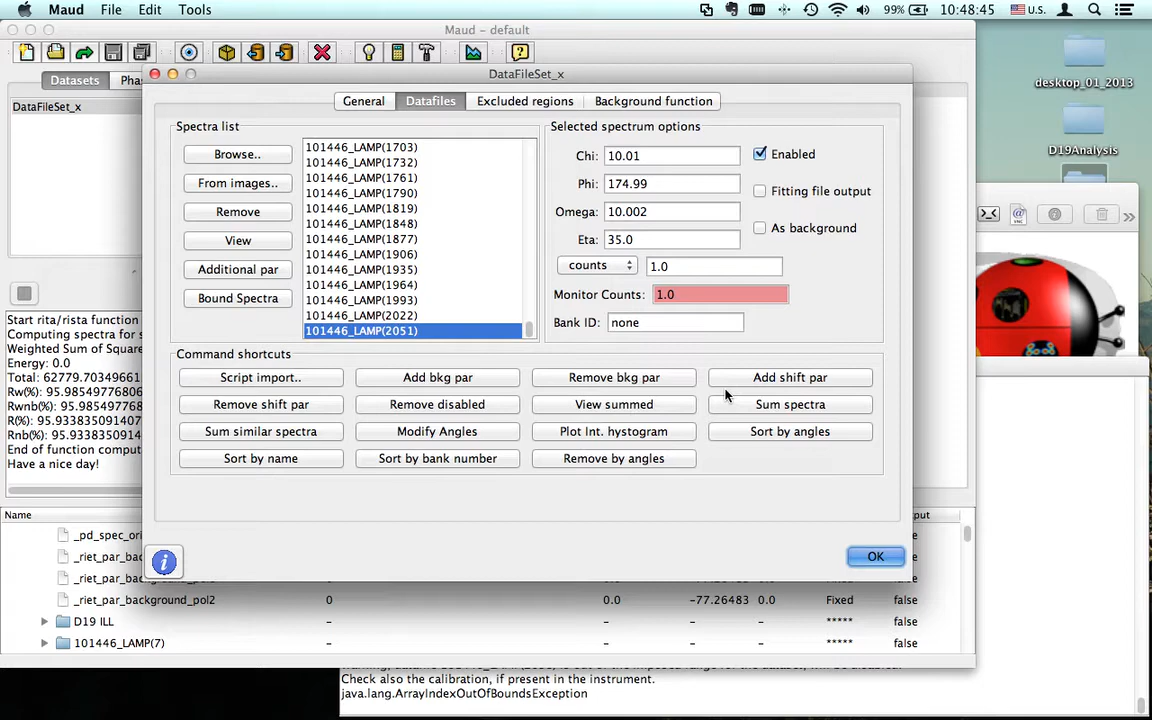 Maud File Edit Tools 99% 10:48:45 U.S.
Maud - default
DataFileSet_x
Datasets
DataFileSet_x
General Datafiles Excluded regions Background function
Spectra list
Selected spectrum options
Browse..
From images..
Remove
View
Additional par
Bound Spectra
101446_LAMP(1703)
101446_LAMP(1732)
101446_LAMP(1761)
101446_LAMP(1790)
101446_LAMP(1819)
101446_LAMP(1848)
101446_LAMP(1877)
101446_LAMP(1906)
101446_LAMP(1935)
101446_LAMP(1964)
101446_LAMP(1993)
101446_LAMP(2022)
101446_LAMP(2051)
Chi: 10.01
Phi: 174.99
Omega: 10.002
Eta: 35.0
counts 1.0
Monitor Counts: 1.0
Bank ID: none
Enabled
Fitting file output
As background
Command shortcuts
Script import.. Add bkg par Remove bkg par Add shift par
Remove shift par Remove disabled View summed Sum spectra
Sum similar spectra Modify Angles Plot Int. hystogram Sort by angles
Sort by name Sort by bank number Remove by angles
OK
Start rita/rista function
Computing spectra for s
Weighted Sum of Square
Energy: 0.0
Total: 62779.70349661
Rw(%): 95.98549776806
Rwnb(%): 95.98549776
R(%): 95.93383509140
Rnb(%): 95.933835091
End of function comput
Have a nice day!
Name
_pd_spec_ori
_riet_par_bac
_riet_par_background_pol2 0 0.0 -77.26483 0.0 Fixed false
D19 ILL – – – ***** false
101446_LAMP(7) – – – ***** false
Check also the calibration, if present in the instrument.
java.lang.ArrayIndexOutOfBoundsException
desktop_01_2013
D19Analysis